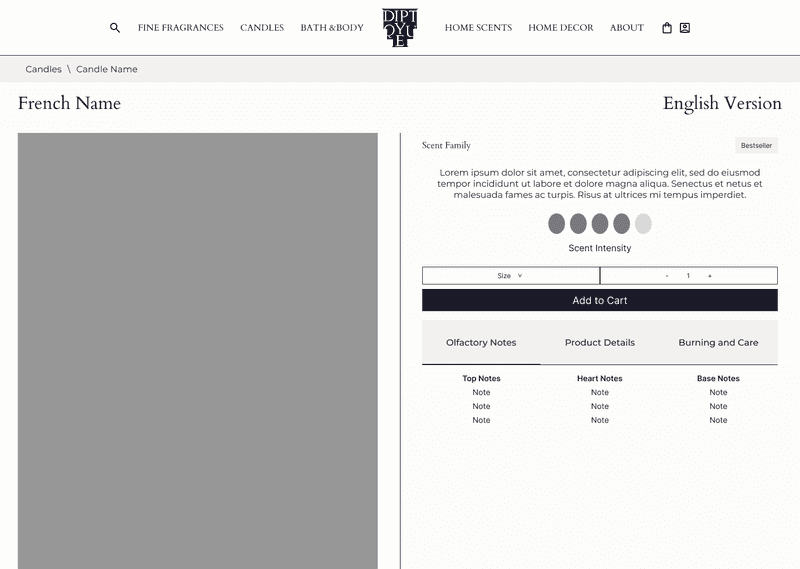 FINE FRAGRANCES CANDLES BATH &BODY DIPT OYU E HOME SCENTS HOME DECOR ABOUT
Candles \ Candle Name
French Name English Version
Scent Family Bestseller
Lorem ipsum dolor sit amet, consectetur adipiscing elit, sed do eiusmod
tempor incididunt ut labore et dolore magna aliqua. Senectus et netus et
malesuada fames ac turpis. Risus at ultrices mi tempus imperdiet.
Scent Intensity
Size - 1 +
Add to Cart
Olfactory Notes Product Details Burning and Care
Top Notes Heart Notes Base Notes
Note Note Note
Note Note Note
Note Note Note